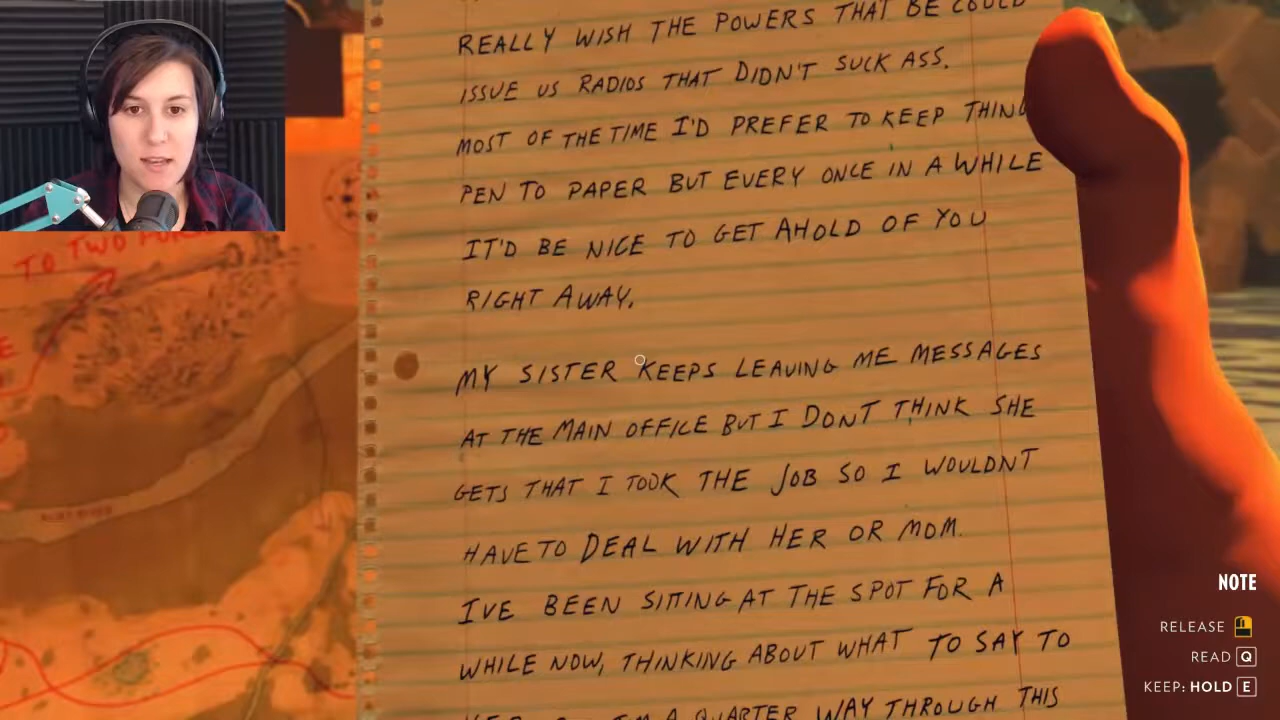 REALLY WISH THE POWERS THAT BE COULD
ISSUE US RADIOS THAT DIDN'T SUCK ASS.
MOST OF THE TIME I'D PREFER TO KEEP
PEN TO PAPER BUT EVERY ONCE IN A WHILE
IT'D BE NICE TO GET AHOLD OF YOU
RIGHT AWAY.
MY SISTER KEEPS LEAVING ME MESSAGES
AT THE MAIN OFFICE BUT I DONT THINK SHE
GETS THAT I TOOK THE JOB SO I WOULDNT
HAVE TO DEAL WITH HER OR MOM.
IVE BEEN SITTING AT THE SPOT FOR A
WHILE NOW, THINKING ABOUT WHAT TO SAY TO
I'M A QUARTER WAY THROUGH THIS
TO TWO
NOTE
RELEASE
READ Q
KEEP: HOLD E